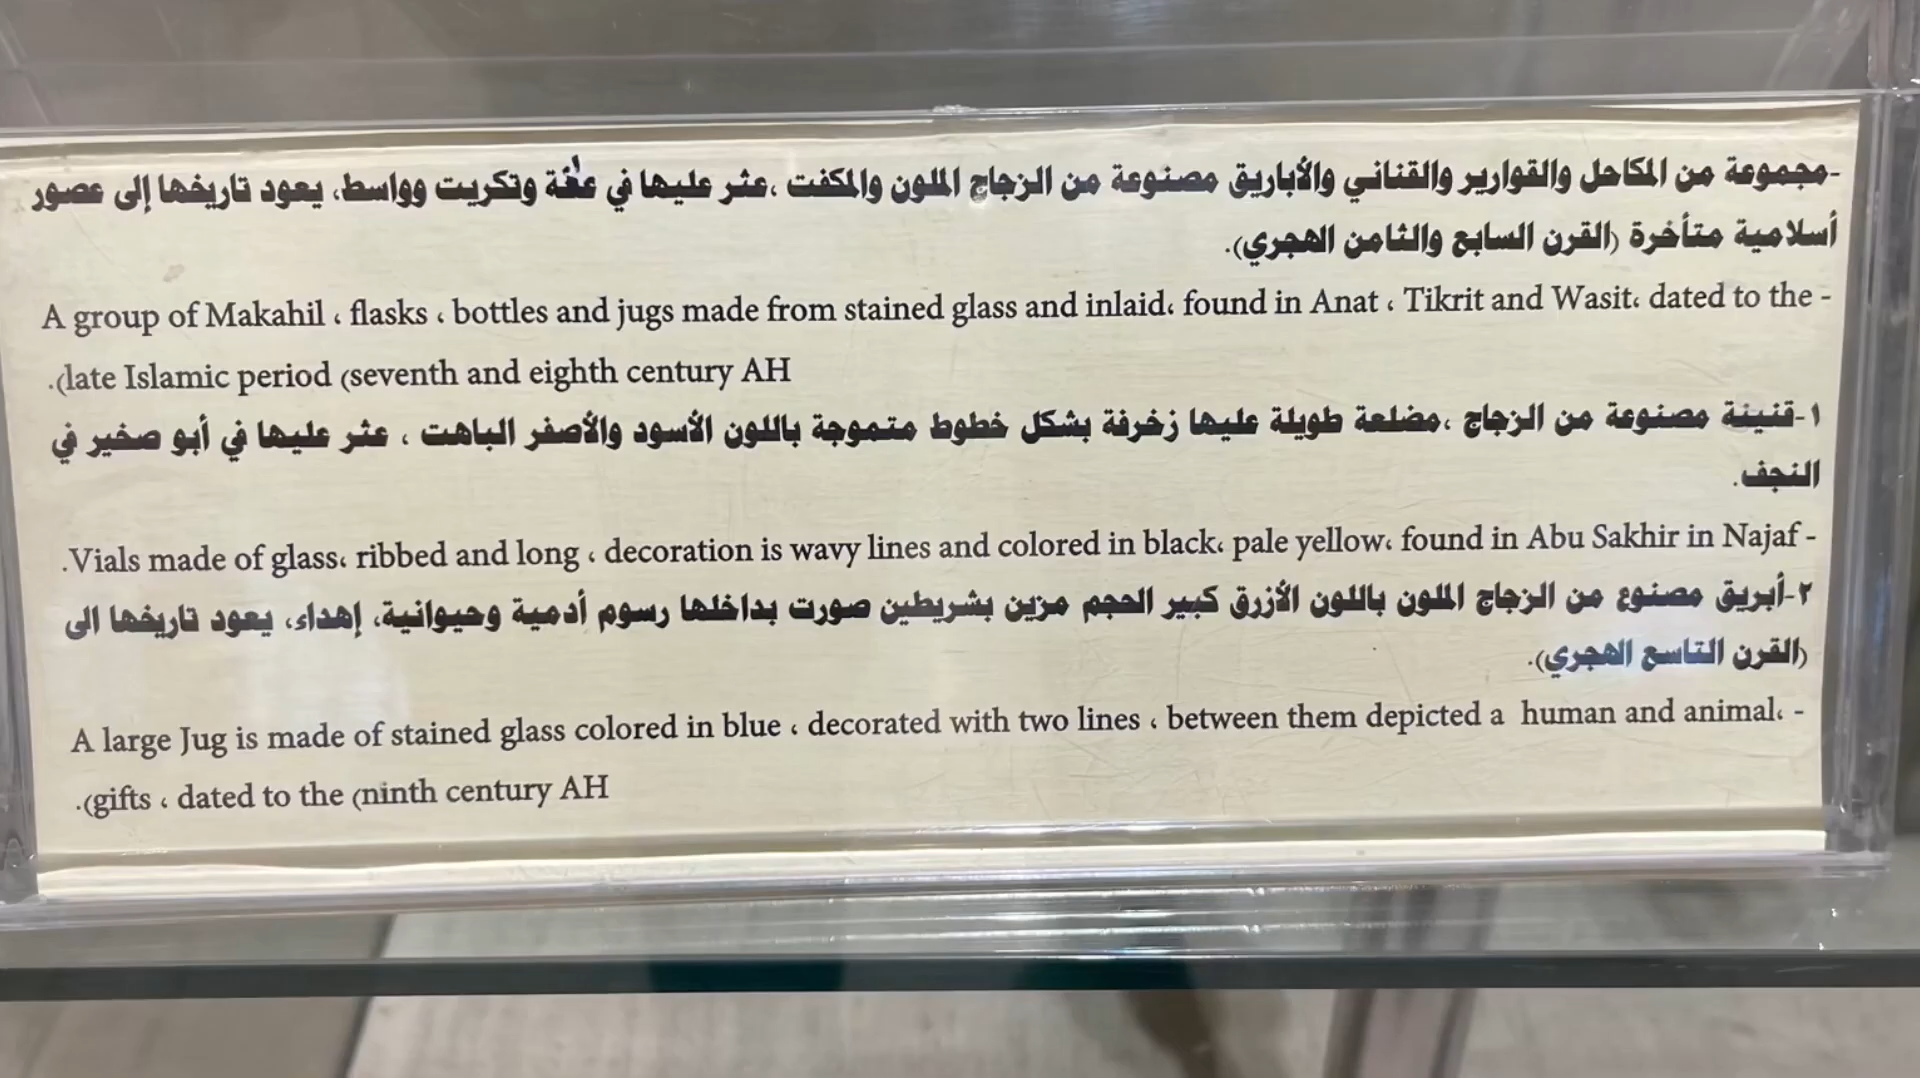 -مجموعة من المكاحل والقوارير والقناني والأباريق مصنوعة من الزجاج الملون والمكفت ،عثر عليها في وتكريت وواسط، يعود تاريخها إلى عصور
أسلامية متأخرة (القرن السابع والثامن الهجري).
A group of Makahil ، flasks ، bottles and jugs made from stained glass and inlaid، found in Anat ، Tikrit and Wasit، dated to the -
.(late Islamic period (seventh and eighth century AH
١-قنينة مصنوعة من الزجاج ،مضلعة طويلة عليها زخرفة بشكل خطوط متموجة باللون الأسود والأصفر الباهت ، عثر عليها في أبو صخير في
النجف.
.Vials made of glass، ribbed and long ، decoration is wavy lines and colored in black، pale yellow، found in Abu Sakhir in Najaf -
٢-أبريق مصنوع من الزجاج الملون باللون الأزرق كبير الحجم مزين بشريطين صورت بداخلها رسوم أدمية وحيوانية، إهداء، يعود تاريخها الى
(القرن التاسع الهجري).
A large Jug is made of stained glass colored in blue ، decorated with two lines ، between them depicted a human and animal، -
.(gifts ، dated to the (ninth century AH